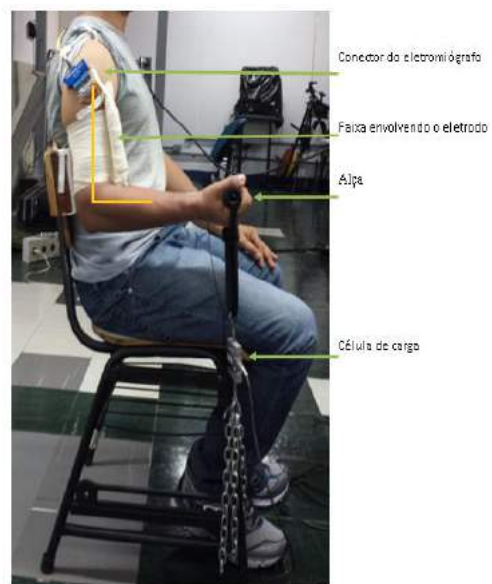 Conector do eletromiógrafo
Faixa envolvendo o eletrodo
Alça
Célula de carga